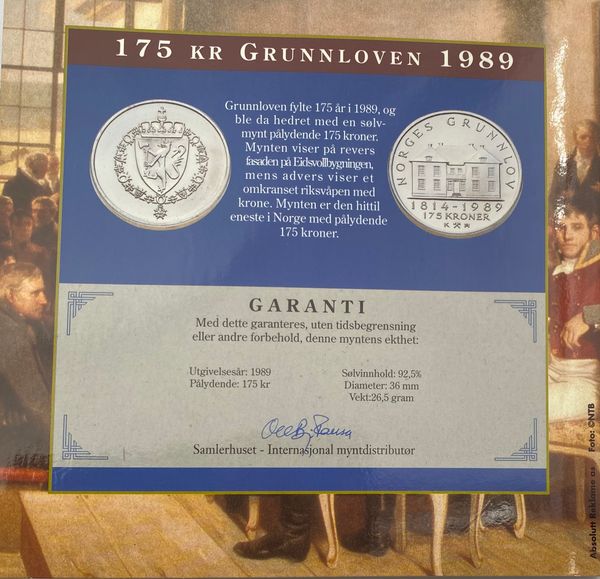 175 KR GRUNNLOVEN 1989
Grunnloven fylte 175 år i 1989, og
ble da hedret med en sølv-
mynt pålydende 175 kroner.
Mynten viser på revers
fasaden på Eidsvollbygningen,
mens advers viser et
omkranset riksvåpen med
krone. Mynten er den hittil
eneste i Norge med pålydende
175 kroner.
NORGES GRUNNLOV
1814-1989
175 KRONER
K
GARANTI
Med dette garanteres, uten tidsbegrensning
eller andre forbehold, denne myntens ekthet:
Utgivelsesår: 1989
Pålydende: 175 kr
Sølvinnhold: 92,5%
Diameter: 36 mm
Vekt:26,5 gram
Samlerhuset - Internasjonal myntdistributør
Absolutt Reklame as Foto: ©NTB